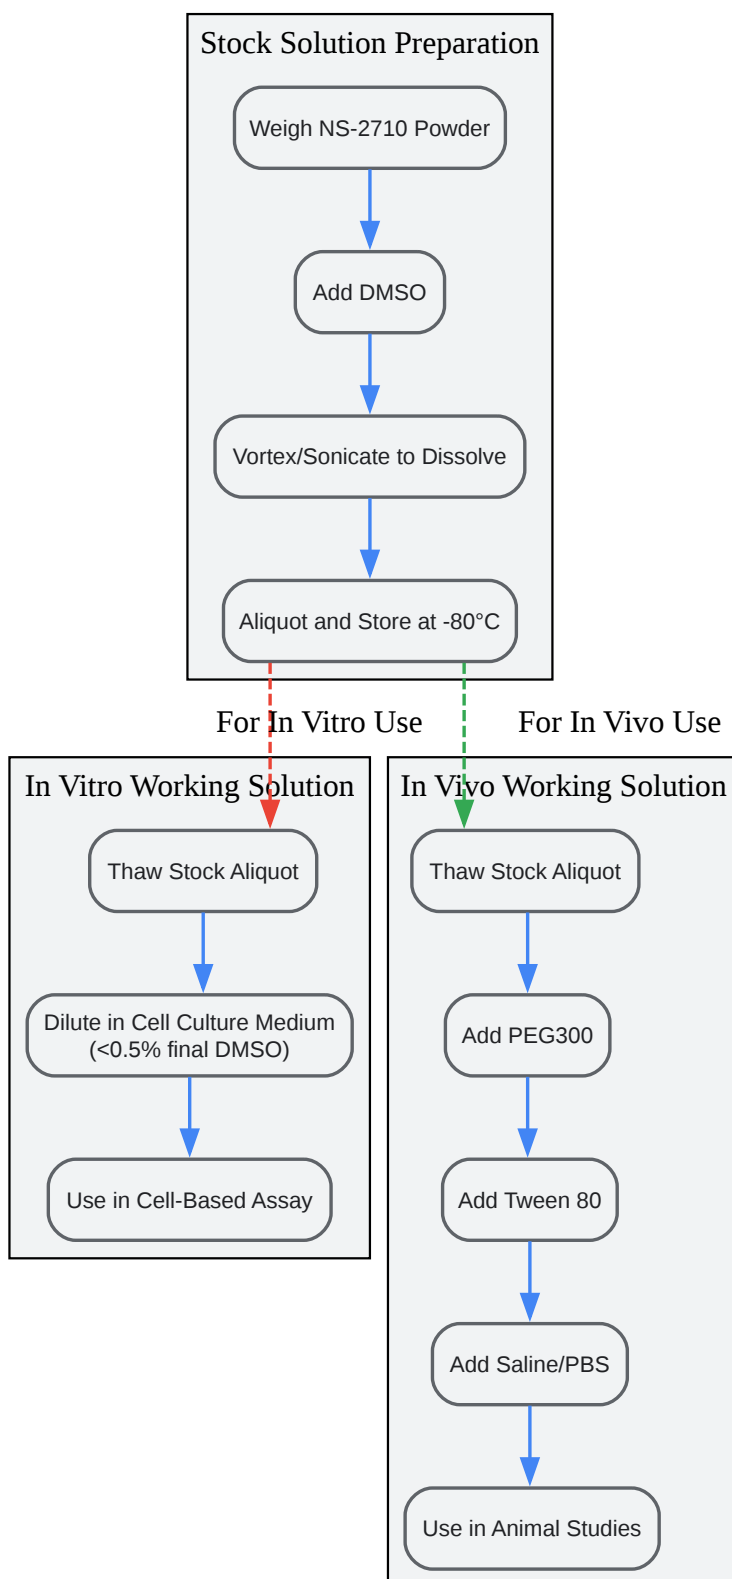 Stock Solution Preparation
Weigh NS-2710 Powder
Add DMSO
Vortex/Sonicate to Dissolve
Aliquot and Store at -80°C
For In Vitro Use
For In Vivo Use
In Vitro Working Solution
Thaw Stock Aliquot
Dilute in Cell Culture Medium
(<0.5% final DMSO)
Use in Cell-Based Assay
In Vivo Working Solution
Thaw Stock Aliquot
Add PEG300
Add Tween 80
Add Saline/PBS
Use in Animal Studies